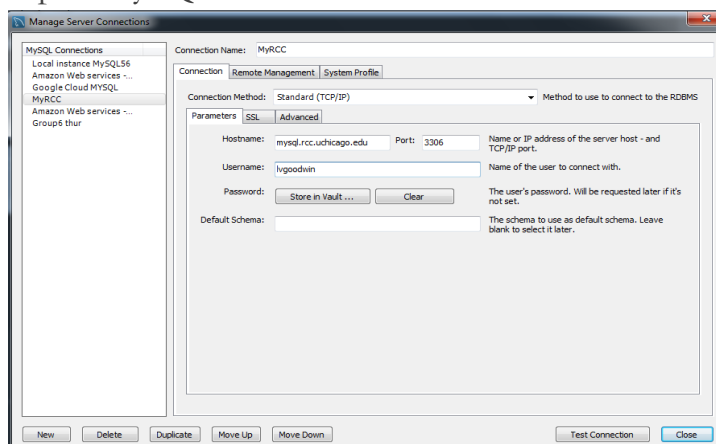 Manage Server Connections
MySQL Connections
Local instance MySQL56
Amazon Web services -...
Google Cloud MYSQL
MyRCC
Amazon Web services -...
Group6 thur
Connection Name: MyRCC
Connection Remote Management System Profile
Connection Method: Standard (TCP/IP) Method to use to connect to the RDBMS
Parameters SSL Advanced
Hostname: mysql.rcc.uchicago.edu Port: 3306 Name or IP address of the server host - and
TCP/IP port.
Username: lvgoodwin Name of the user to connect with.
Password: Store in Vault ... Clear The user's password. Will be requested later if it's
not set.
Default Schema: The schema to use as default schema. Leave
blank to select it later.
New Delete Duplicate Move Up Move Down Test Connection Close